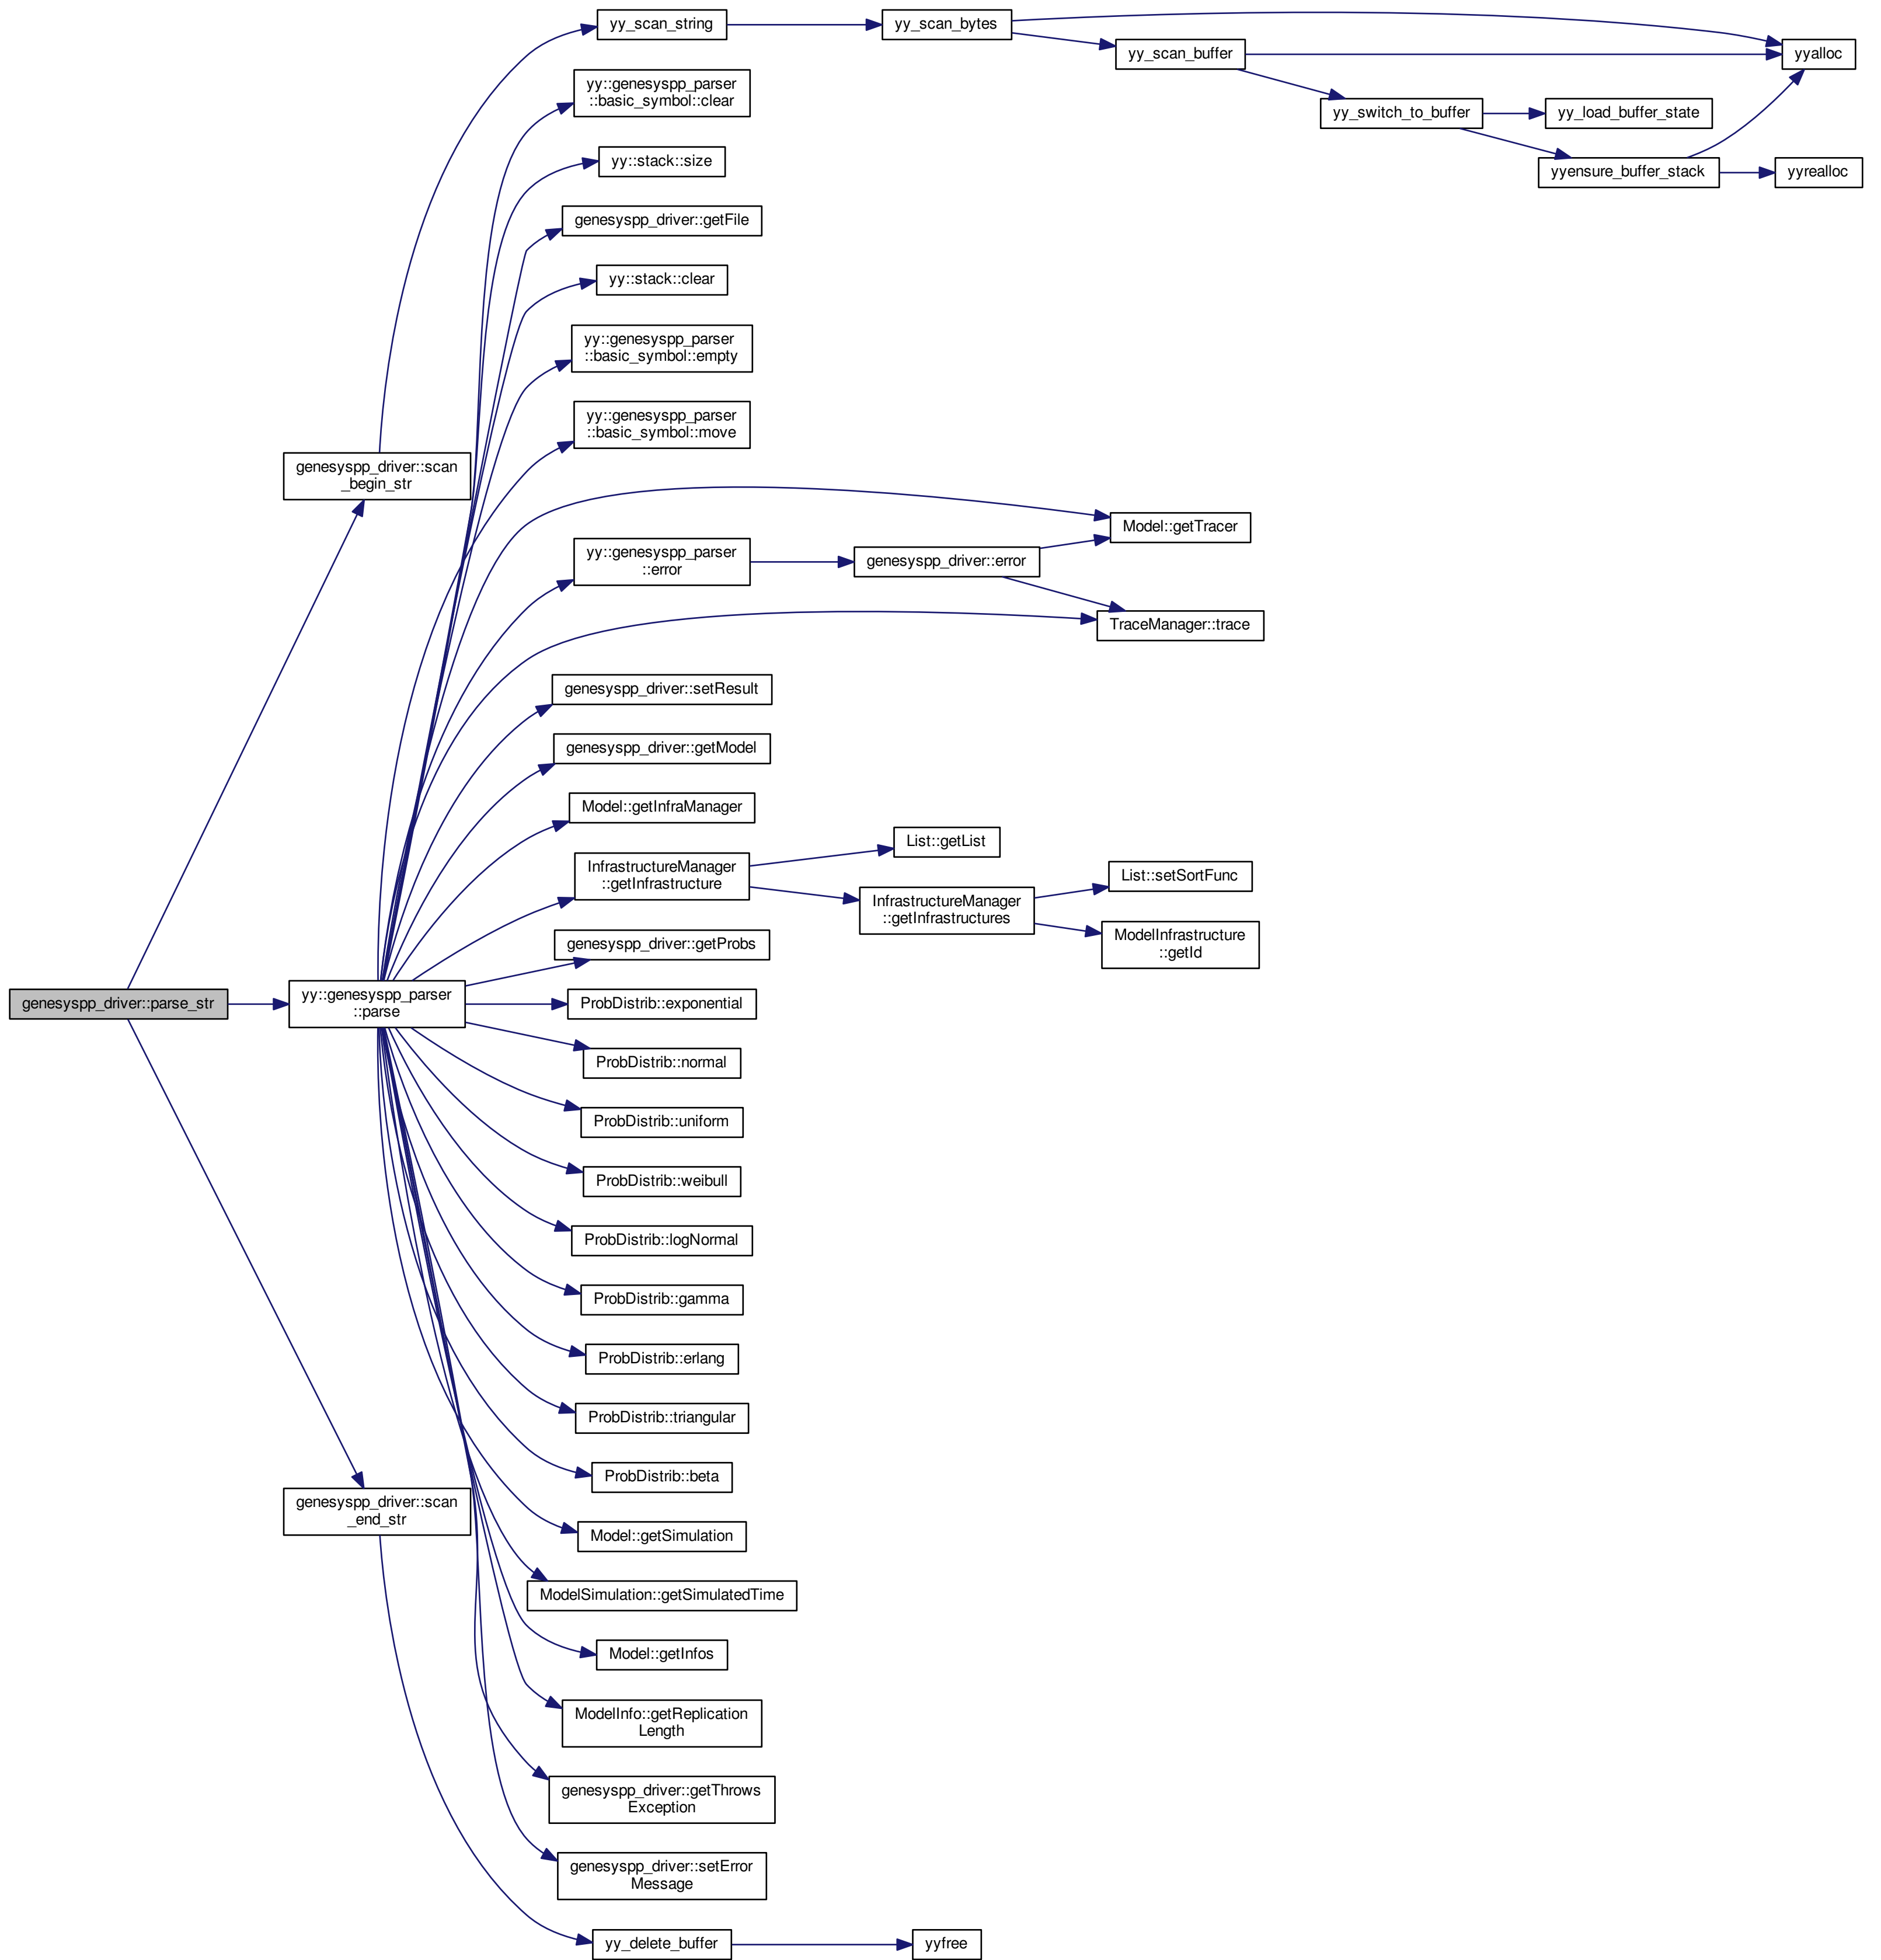 yy_scan_string
yy_scan_bytes
yy_scan_buffer
yyalloc
yy::genesyspp_parser
::basic_symbol::clear
yy_switch_to_buffer
yy_load_buffer_state
yy::stack::size
yyensure_buffer_stack
yyrealloc
genesyspp_driver::getFile
yy::stack::clear
yy::genesyspp_parser
::basic_symbol::empty
yy::genesyspp_parser
::basic_symbol::move
genesyspp_driver::scan
_begin_str
Model::getTracer
yy::genesyspp_parser
::error
genesyspp_driver::error
TraceManager::trace
genesyspp_driver::setResult
genesyspp_driver::getModel
Model::getInfraManager
InfrastructureManager
::getInfrastructure
List::getList
InfrastructureManager
::getInfrastructures
List::setSortFunc
ModelInfrastructure
::getId
genesyspp_driver::getProbs
genesyspp_driver::parse_str
yy::genesyspp_parser
::parse
ProbDistrib::exponential
ProbDistrib::normal
ProbDistrib::uniform
ProbDistrib::weibull
ProbDistrib::logNormal
ProbDistrib::gamma
ProbDistrib::erlang
ProbDistrib::triangular
ProbDistrib::beta
genesyspp_driver::scan
_end_str
Model::getSimulation
ModelSimulation::getSimulatedTime
Model::getInfos
ModelInfo::getReplication
Length
genesyspp_driver::getThrows
Exception
genesyspp_driver::setError
Message
yy_delete_buffer
yyfree